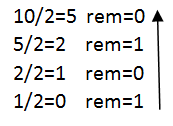 10/2=5 rem=0
5/2=2 rem=1
2/2=1 rem=0
1/2=0 rem=1